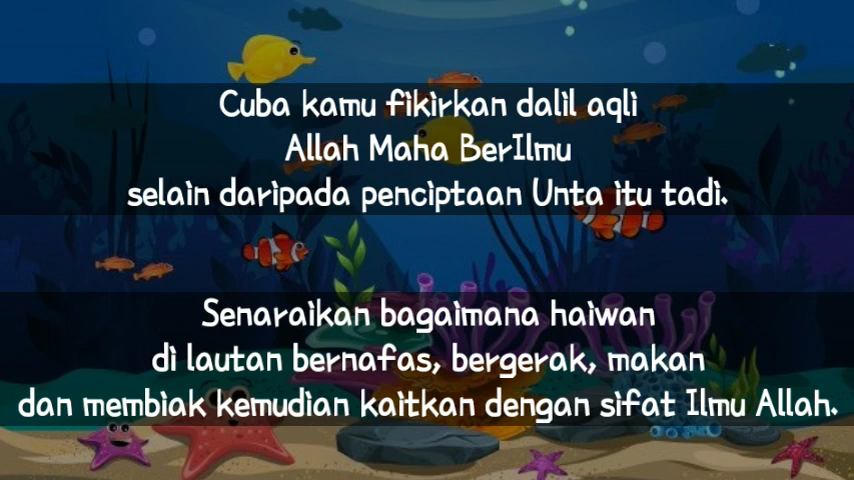 Cuba kamu fikirkan dalil aqli
Allah Maha BerIlmu
selain daripada penciptaan Unta itu tadi.
Senaraikan bagaimana haiwan
di lautan bernafas, bergerak, makan
dan membiak kemudian kaitkan dengan sifat Ilmu Allah.